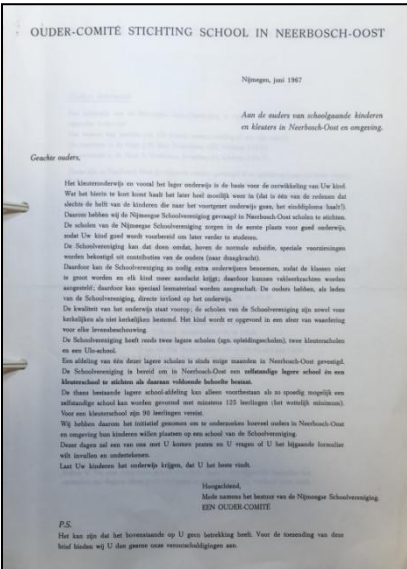 OUDER-COMITÉ STICHTING SCHOOL IN NEERBOSCH-OOST
Nijmegen, juni 1967
Aan de ouders van schoolgaande kinderen
en kleuters in Neerbosch-Oost en omgeving.
Geachte ouders,
Het kleuteronderwijs en vooral het lager onderwijs is de basis voor de ontwikkeling van Uw kind.
Wat het hierin te kort komt haalt het later heel moeilijk weer in (dat is één van de redenen dat
slechts de helft van de kinderen die naar het voortgezet onderwijs gaan, het einddiploma haalt!).
Daarom hebben wij de Nijmeegse Schoolvereniging gevraagd in Neerbosch-Oost scholen te stichten.
De scholen van de Nijmeegse Schoolvereniging zorgen in de eerste plaats voor goed onderwijs,
zodat Uw kind goed wordt voorbereid om later verder te studeren.
De Schoolvereniging kan dat doen omdat, boven de normale subsidie, speciale voorzieningen
worden bekostigd uit contributies van de ouders (naar draagkracht).
Daardoor kan de Schoolvereniging zo nodig extra onderwijzers benoemen, zodat de klassen niet
te groot worden en elk kind meer aandacht krijgt; daardoor kunnen vakleerkrachten worden
aangesteld; daardoor kan speciaal leermateriaal worden aangeschaft. De ouders hebben, als leden
van de Schoolvereniging, directe invloed op het onderwijs.
De kwaliteit van het onderwijs staat voorop; de scholen van de Schoolvereniging zijn zowel voor
kerkelijken als niet kerkelijken bestemd. Het kind wordt er opgevoed in een sfeer van waardering
voor elke levensbeschouwing.
De Schoolvereniging heeft reeds twee lagere scholen (zgn. opleidingsscholen), twee kleuterscholen
en een Ulo-school.
Een afdeling van één dezer lagere scholen is sinds enige maanden in Neerbosch-Oost gevestigd.
De Schoolvereniging is bereid om in Neerbosch-Oost een zelfstandige lagere school én een
kleuterschool te stichten als daaraan voldoende behoefte bestaat.
De thans bestaande lagere school-afdeling kan alleen voortbestaan als zo spoedig mogelijk een
zelfstandige school kan worden gevormd met minstens 125 leerlingen (het wettelijk minimum).
Voor een kleuterschool zijn 90 leerlingen vereist.
Wij hebben daarom het initiatief genomen om te onderzoeken hoeveel ouders in Neerbosch-Oost
en omgeving hun kinderen willen plaatsen op een school van de Schoolvereniging.
Dezer dagen zal een van ons met U komen praten en U vragen of U het bijgaande formulier
wilt invullen en ondertekenen.
Laat Uw kinderen het onderwijs krijgen, dat U het beste vindt.
Hoogachtend,
Mede namens het bestuur van de Nijmeegse Schoolvereniging.
EEN OUDER-COMITÉ
P.S.
Het kan zijn dat het bovenstaande op U geen betrekking heeft. Voor de toezending van deze
brief bieden wij U dan gaarne onze verontschuldigingen aan.